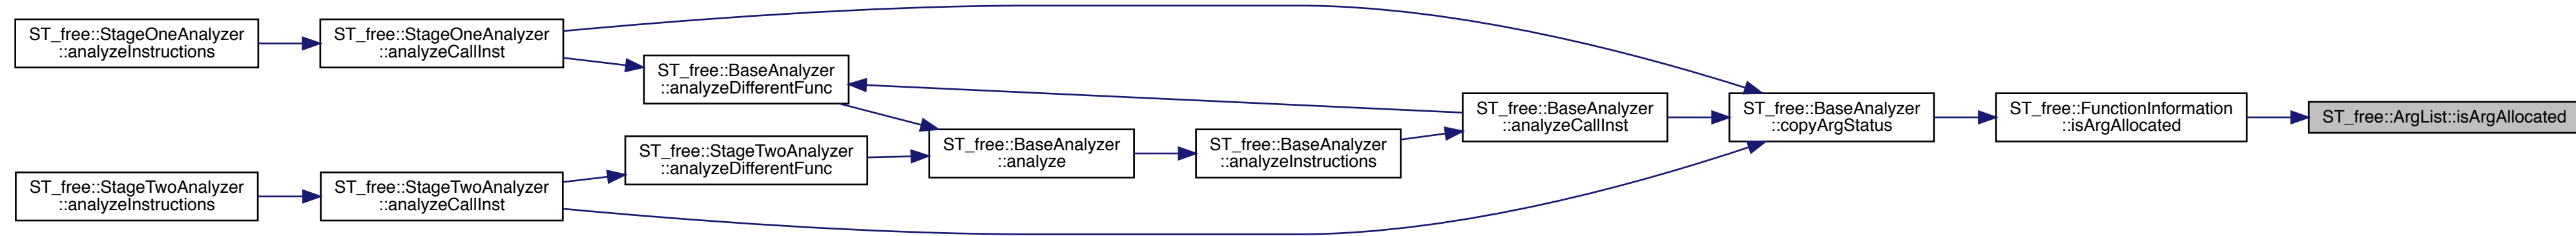 ST_free::StageOneAnalyzer
::analyzeInstructions
ST_free::StageOneAnalyzer
::analyzeCallInst
ST_free::BaseAnalyzer
::analyzeDifferentFunc
ST_free::StageTwoAnalyzer
::analyzeInstructions
ST_free::StageTwoAnalyzer
::analyzeCallInst
ST_free::StageTwoAnalyzer
::analyzeDifferentFunc
ST_free::BaseAnalyzer
::analyze
ST_free::BaseAnalyzer
::analyzeInstructions
ST_free::BaseAnalyzer
::analyzeCallInst
ST_free::BaseAnalyzer
::copyArgStatus
ST_free::FunctionInformation
::isArgAllocated
ST_free::ArgList::isArgAllocated